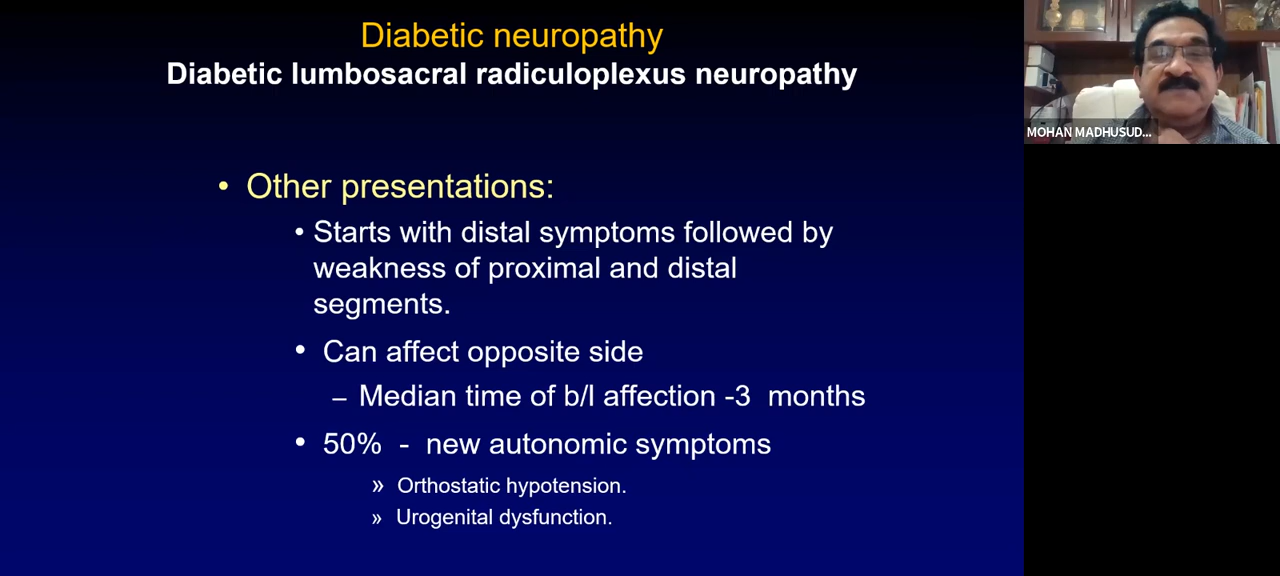 Diabetic neuropathy
Diabetic lumbosacral radiculoplexus neuropathy
• Other presentations:
• Starts with distal symptoms followed by
weakness of proximal and distal
segments.
• Can affect opposite side
– Median time of b/l affection -3 months
• 50% - new autonomic symptoms
» Orthostatic hypotension.
» Urogenital dysfunction.
MOHAN MADHUSUD...